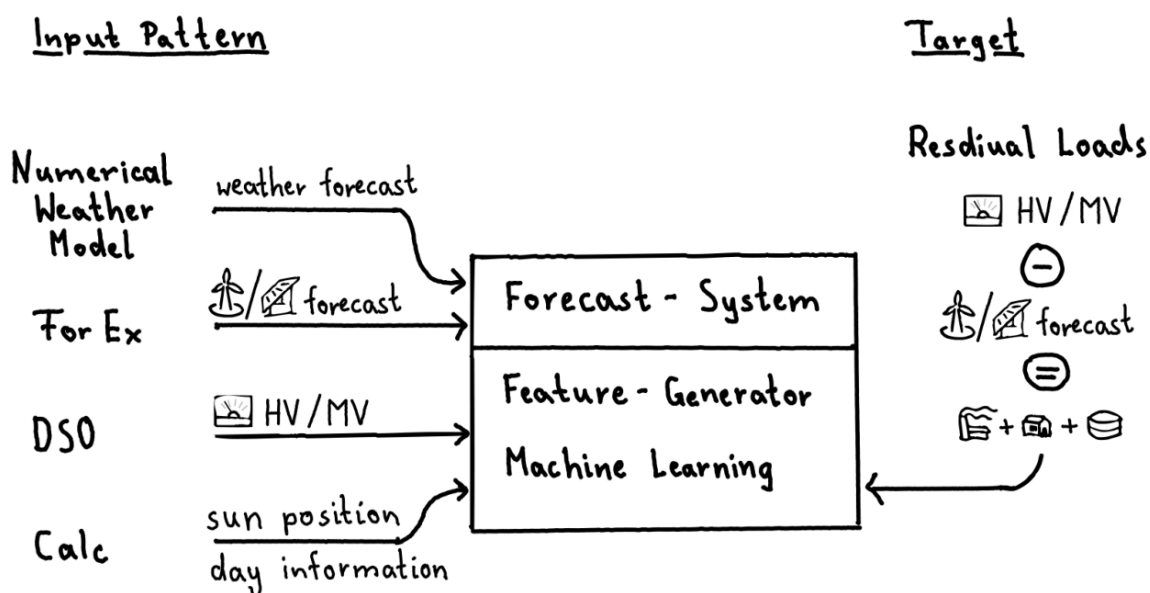 Input Pattern
Target
Numerical
Weather
Model
weather forecast
For Ex
/ forecast
DSO
HV/MV
Calc
sun position
day information
Forecast - System
Feature - Generator
Machine Learning
Resdiual Loads
HV/MV
-
/ forecast
=
+ +